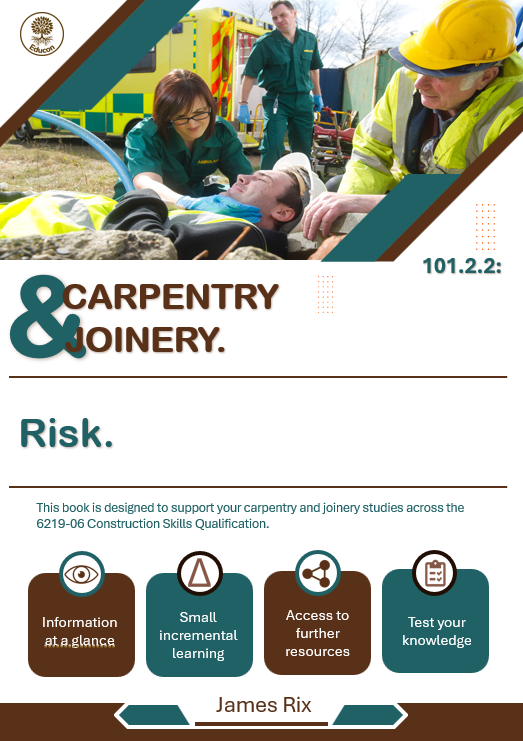 Educon
101.2.2:
&
CARPENTRY
JOINERY.
Risk.
This book is designed to support your carpentry and joinery studies across the
6219-06 Construction Skills Qualification.
Information
at a glance
Small
incremental
learning
Access to
further
resources
Test your
knowledge
James Rix